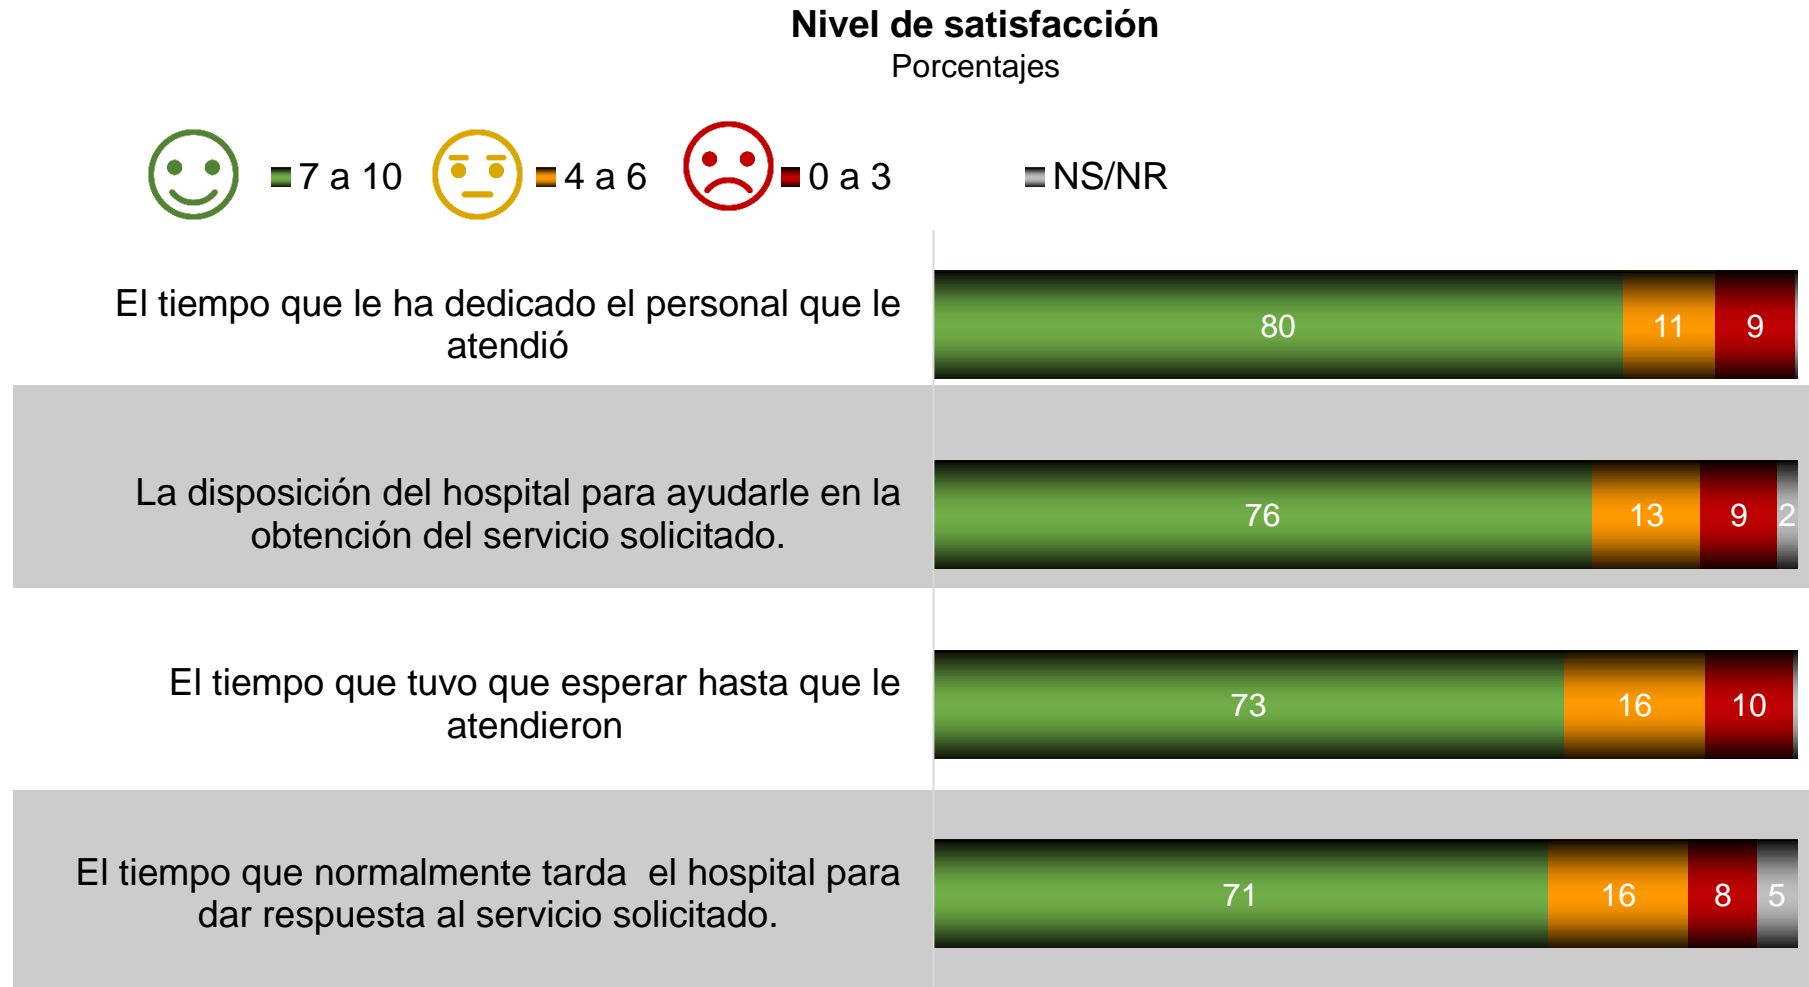 Nivel de satisfacción
Porcentajes
7 a 10 4 a 6 0 a 3 NS/NR
El tiempo que le ha dedicado el personal que le
atendió
80 11 9
La disposición del hospital para ayudarle en la
obtención del servicio solicitado.
76 13 9 2
El tiempo que tuvo que esperar hasta que le
atendieron
73 16 10
El tiempo que normalmente tarda  el hospital para
dar respuesta al servicio solicitado.
71 16 8 5